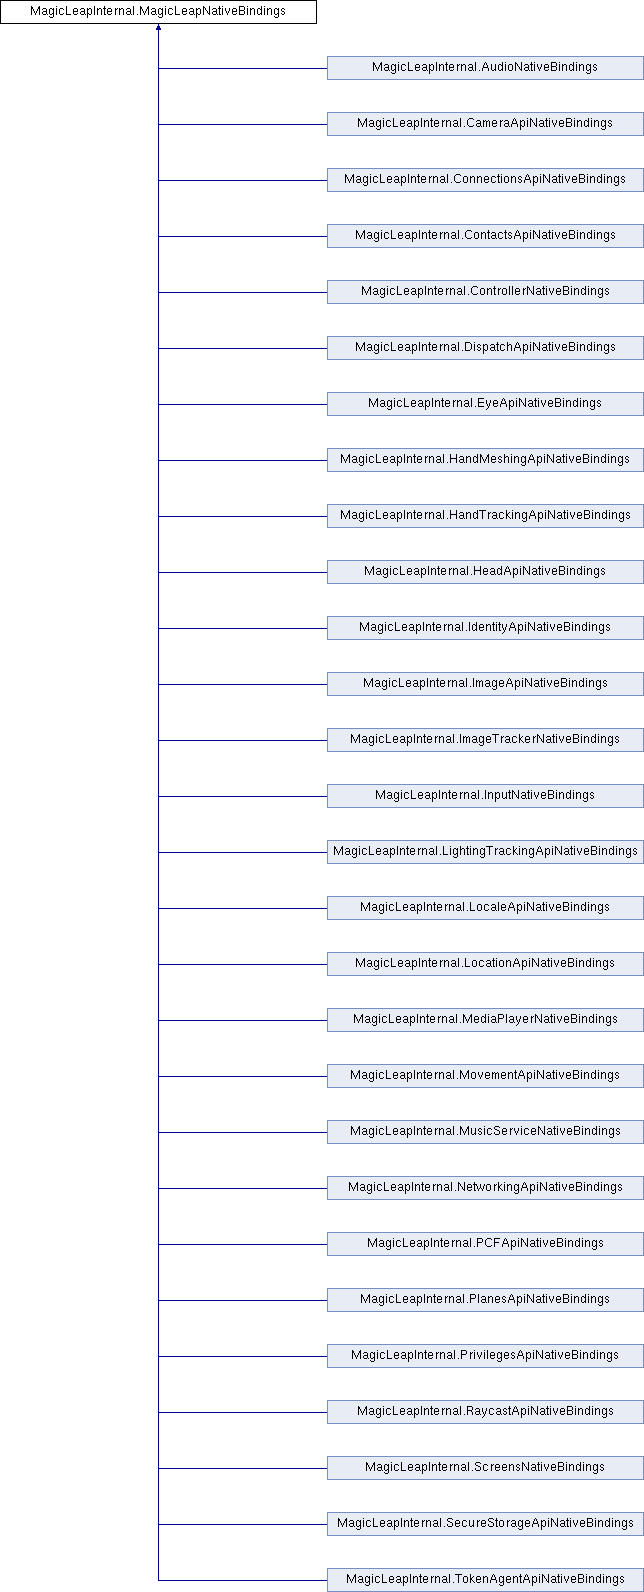 MagicLeapInternal.MagicLeapNativeBindings
MagicLeapInternal.AudioNativeBindings
MagicLeapInternal.CameraApiNativeBindings
MagicLeapInternal.ConnectionsApiNativeBindings
MagicLeapInternal.ContactsApiNativeBindings
MagicLeapInternal.ControllerNativeBindings
MagicLeapInternal.DispatchApiNativeBindings
MagicLeapInternal.EyeApiNativeBindings
MagicLeapInternal.HandMeshingApiNativeBindings
MagicLeapInternal.HandTrackingApiNativeBindings
MagicLeapInternal.HeadApiNativeBindings
MagicLeapInternal.IdentityApiNativeBindings
MagicLeapInternal.ImageApiNativeBindings
MagicLeapInternal.ImageTrackerNativeBindings
MagicLeapInternal.InputNativeBindings
MagicLeapInternal.LightingTrackingApiNativeBindings
MagicLeapInternal.LocaleApiNativeBindings
MagicLeapInternal.LocationApiNativeBindings
MagicLeapInternal.MediaPlayerNativeBindings
MagicLeapInternal.MovementApiNativeBindings
MagicLeapInternal.MusicServiceNativeBindings
MagicLeapInternal.NetworkingApiNativeBindings
MagicLeapInternal.PCFApiNativeBindings
MagicLeapInternal.PlanesApiNativeBindings
MagicLeapInternal.PrivilegesApiNativeBindings
MagicLeapInternal.RaycastApiNativeBindings
MagicLeapInternal.ScreensNativeBindings
MagicLeapInternal.SecureStorageApiNativeBindings
MagicLeapInternal.TokenAgentApiNativeBindings